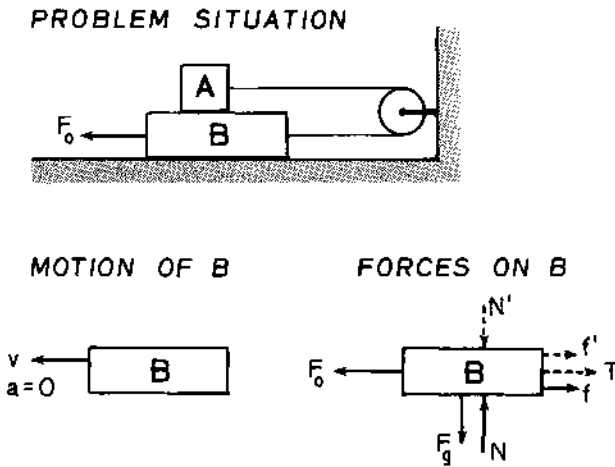 PROBLEM SITUATION
A
F₀
B
MOTION OF B
FORCES ON B
N'
v
a=0
B
F₀
B
f'
T
f
F_g
N